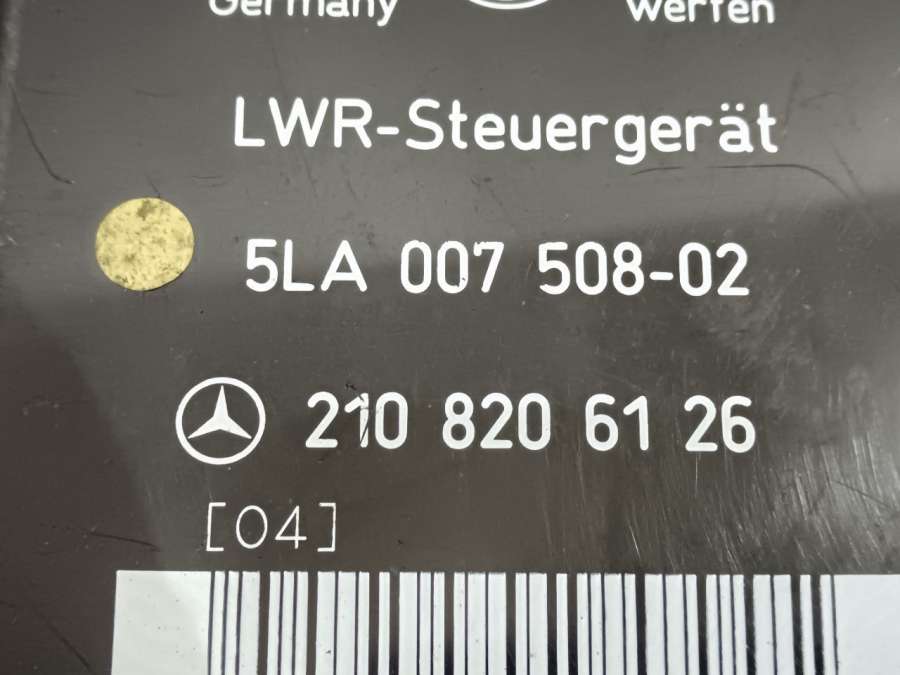 Germany werfen
LWR-Steuergerät
5LA 007 508-02
210 820 61 26
[04]